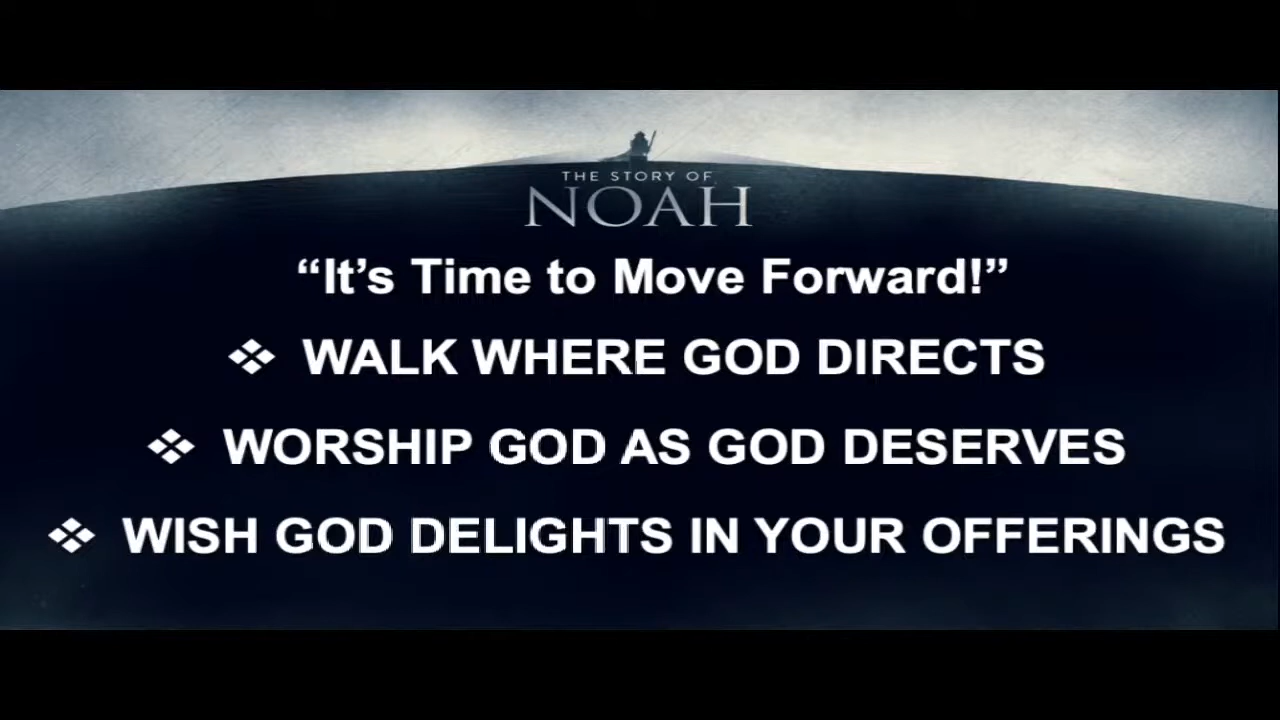 THE STORY OF
NOAH
“It’s Time to Move Forward!”
❖ WALK WHERE GOD DIRECTS
❖ WORSHIP GOD AS GOD DESERVES
❖ WISH GOD DELIGHTS IN YOUR OFFERINGS